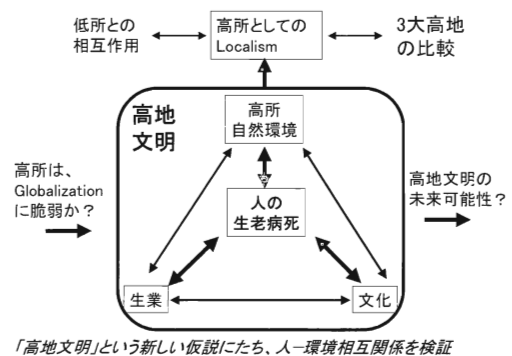 低所との
相互作用
高所としての
Localism
3大高地
の比較
高地
文明
高所
自然環境
高所は、
Globalization
に脆弱か？
人の
生老病死
高地文明の
未来可能性？
生業
文化
「高地文明」という新しい仮説にたち、人－環境相互関係を検証